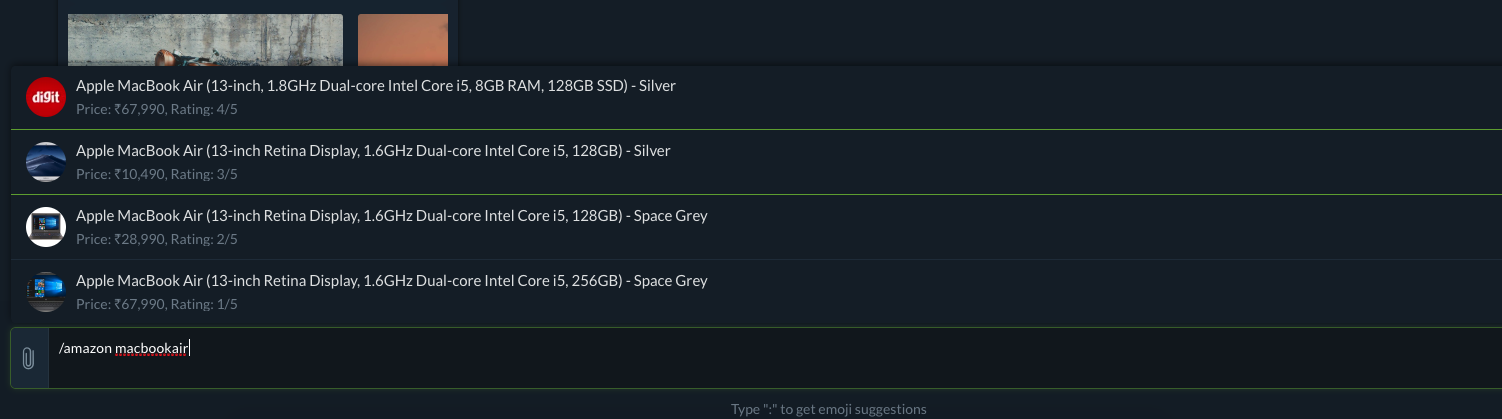 digit
Apple MacBook Air (13-inch, 1.8GHz Dual-core Intel Core i5, 8GB RAM, 128GB SSD) - Silver
Price: ₹67,990, Rating: 4/5
Apple MacBook Air (13-inch Retina Display, 1.6GHz Dual-core Intel Core i5, 128GB) - Silver
Price: ₹10,490, Rating: 3/5
Apple MacBook Air (13-inch Retina Display, 1.6GHz Dual-core Intel Core i5, 128GB) - Space Grey
Price: ₹28,990, Rating: 2/5
Apple MacBook Air (13-inch Retina Display, 1.6GHz Dual-core Intel Core i5, 256GB) - Space Grey
Price: ₹67,990, Rating: 1/5
/amazon macbookair
Type ":" to get emoji suggestions